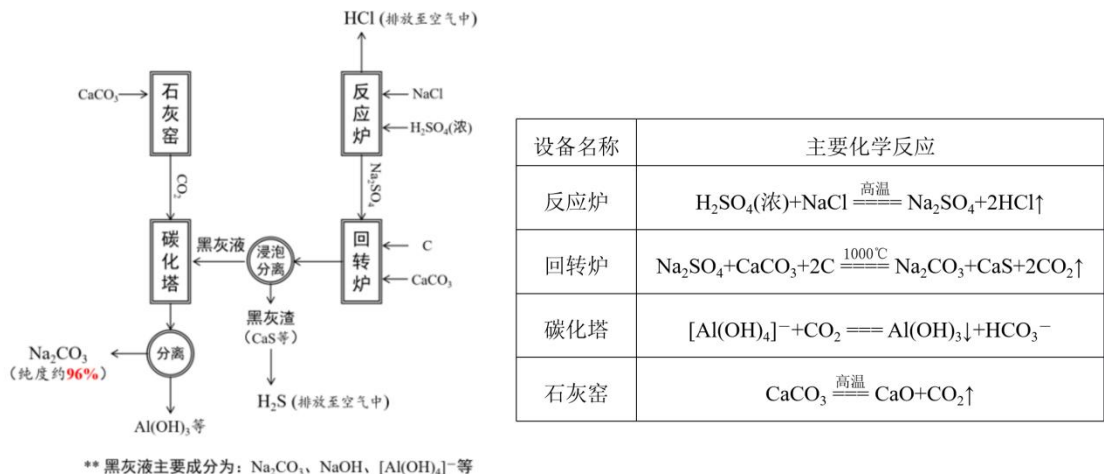 HCl (排放至空气中)
CaCO₃
石灰窑
反应炉
NaCl
H₂SO₄(浓)
CO₂
Na₂SO₄
碳化塔
黑灰液
浸泡
分离
回转炉
C
CaCO₃
黑灰渣
(CaS等)
Na₂CO₃
(纯度约96%)
分离
H₂S (排放至空气中)
Al(OH)₃等
** 黑灰液主要成分为：Na₂CO₃、NaOH、[Al(OH)₄]⁻等
设备名称 主要化学反应
反应炉 H₂SO₄(浓)+NaCl ==高温== Na₂SO₄+2HCl↑
回转炉 Na₂SO₄+CaCO₃+2C ==1000℃== Na₂CO₃+CaS+2CO₂↑
碳化塔 [Al(OH)₄]⁻+CO₂ === Al(OH)₃↓+HCO₃⁻
石灰窑 CaCO₃ ==高温== CaO+CO₂↑